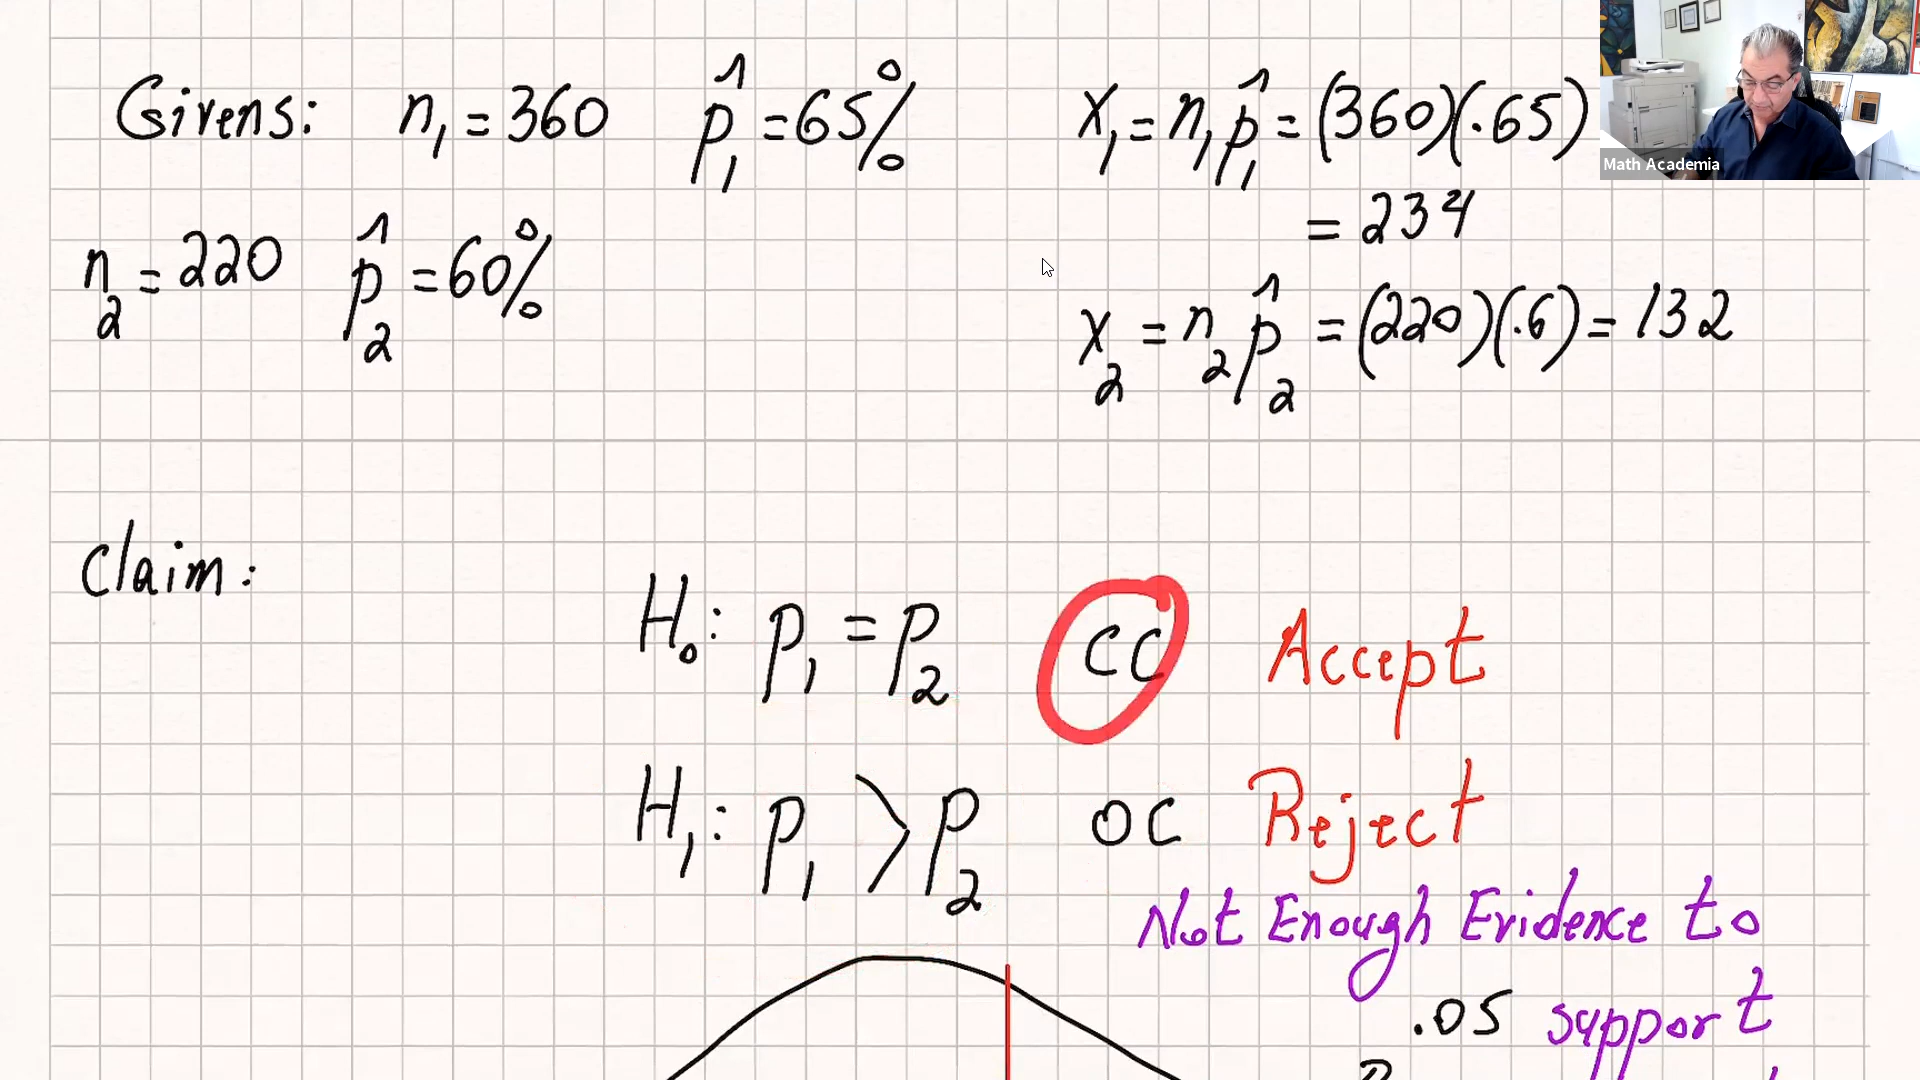 Givens: n₁ = 360 p̂₁ = 65% x₁ = n₁p̂₁ = (360)(.65)
= 234
Math Academia
n₂ = 220 p̂₂ = 60%
x₂ = n₂p̂₂ = (220)(.6) = 132
Claim:
H₀: p₁ = p₂ CC Accept
H₁: p₁ > p₂ OC Reject
Not Enough Evidence to
.05 support